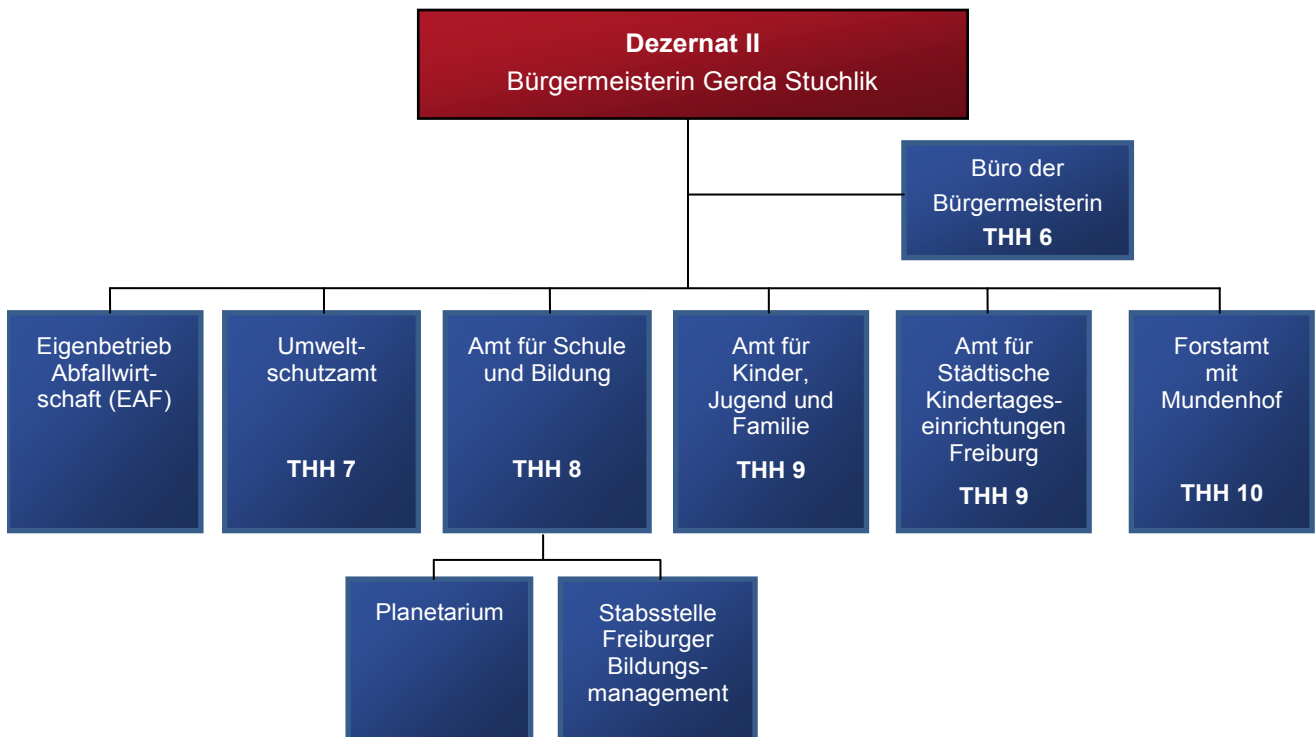 Dezernat II
Bürgermeisterin Gerda Stuchlik
Büro der
Bürgermeisterin
THH 6
Eigenbetrieb
Abfallwirt-
schaft (EAF)
Umwelt-
schutzamt
THH 7
Amt für Schule
und Bildung
THH 8
Amt für
Kinder,
Jugend und
Familie
THH 9
Amt für
Städtische
Kindertages-
einrichtungen
Freiburg
THH 9
Forstamt
mit
Mundenhof
THH 10
Planetarium
Stabsstelle
Freiburger
Bildungs-
management